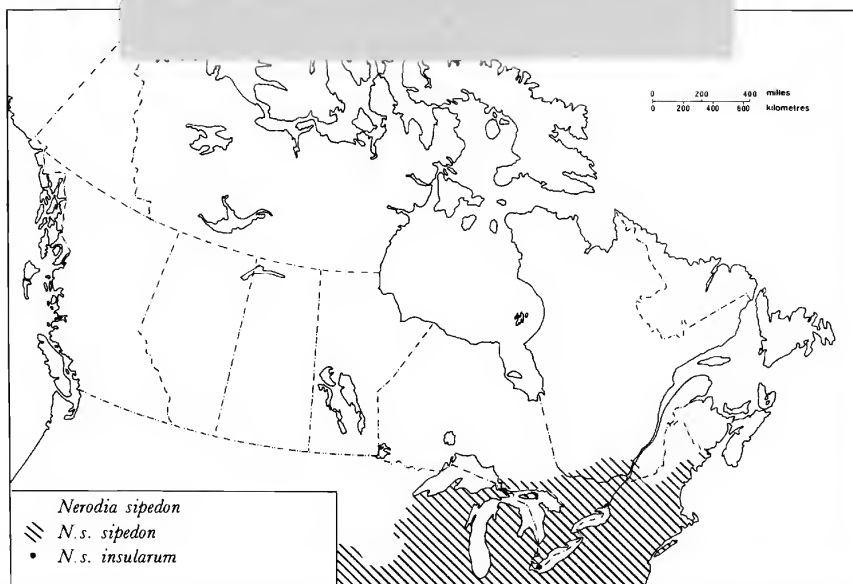 0 200 400 miles
0 200 400 600 kilometres
Nerodia sipedon
N.s. sipedon
N.s. insularum